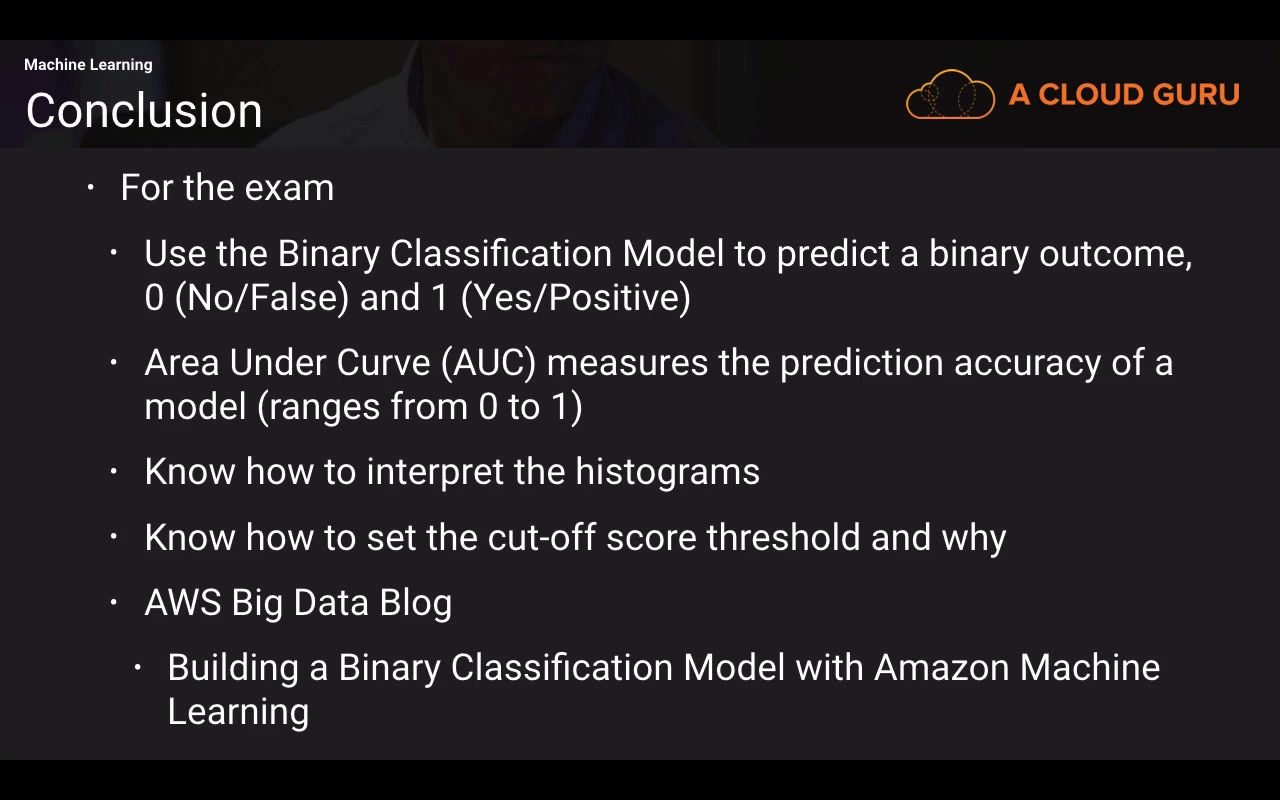 Machine Learning
Conclusion
A CLOUD GURU
• For the exam
• Use the Binary Classification Model to predict a binary outcome,
0 (No/False) and 1 (Yes/Positive)
• Area Under Curve (AUC) measures the prediction accuracy of a
model (ranges from 0 to 1)
• Know how to interpret the histograms
• Know how to set the cut-off score threshold and why
• AWS Big Data Blog
• Building a Binary Classification Model with Amazon Machine
Learning